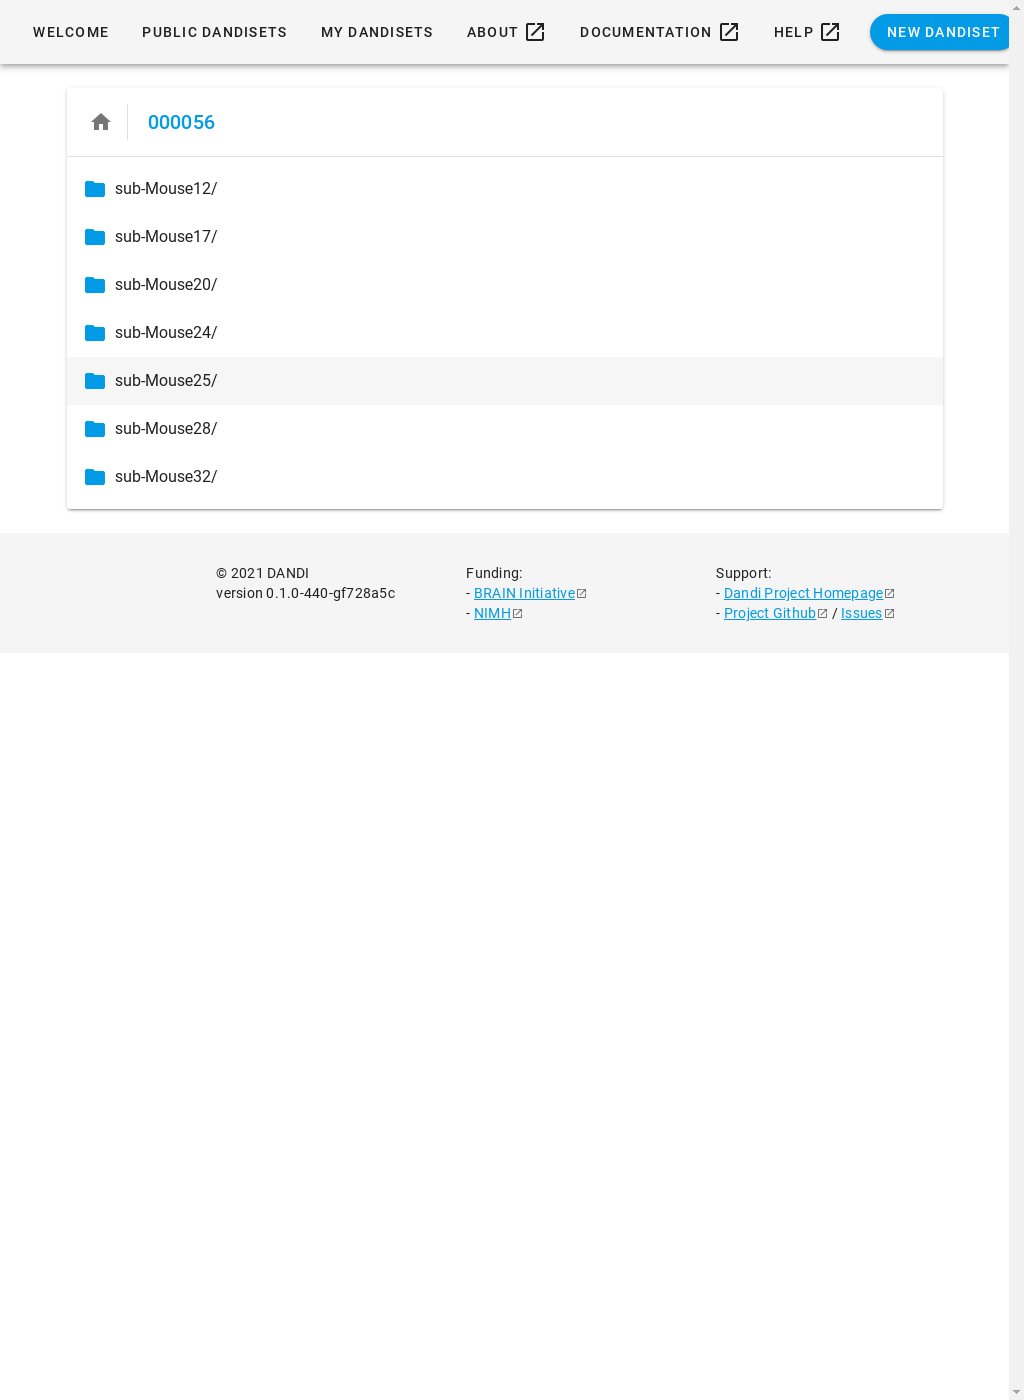 WELCOME PUBLIC DANDISETS MY DANDISETS ABOUT DOCUMENTATION HELP NEW DANDISET
000056
sub-Mouse12/
sub-Mouse17/
sub-Mouse20/
sub-Mouse24/
sub-Mouse25/
sub-Mouse28/
sub-Mouse32/
© 2021 DANDI
version 0.1.0-440-gf728a5c
Funding:
- BRAIN Initiative
- NIMH
Support:
- Dandi Project Homepage
- Project Github / Issues